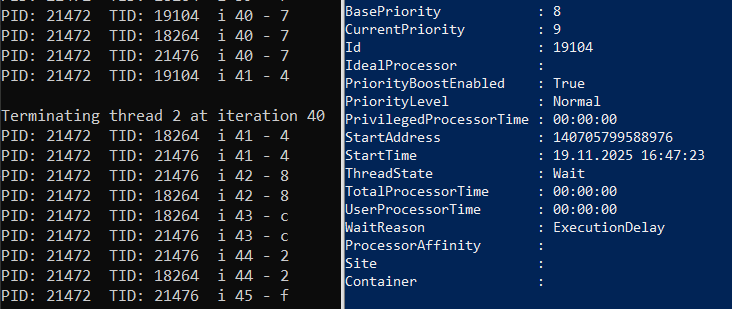 PID: 21472  TID: 19104  i 40 - 7
PID: 21472  TID: 18264  i 40 - 7
PID: 21472  TID: 21476  i 40 - 7
PID: 21472  TID: 19104  i 41 - 4
Terminating thread 2 at iteration 40
PID: 21472  TID: 18264  i 41 - 4
PID: 21472  TID: 21476  i 41 - 4
PID: 21472  TID: 21476  i 42 - 8
PID: 21472  TID: 18264  i 42 - 8
PID: 21472  TID: 18264  i 43 - c
PID: 21472  TID: 21476  i 43 - c
PID: 21472  TID: 21476  i 44 - 2
PID: 21472  TID: 18264  i 44 - 2
PID: 21472  TID: 21476  i 45 - f
BasePriority : 8
CurrentPriority : 9
Id : 19104
IdealProcessor :
PriorityBoostEnabled : True
PriorityLevel : Normal
PrivilegedProcessorTime : 00:00:00
StartAddress : 140705799588976
StartTime : 19.11.2025 16:47:23
ThreadState : Wait
TotalProcessorTime : 00:00:00
UserProcessorTime : 00:00:00
WaitReason : ExecutionDelay
ProcessorAffinity :
Site :
Container :